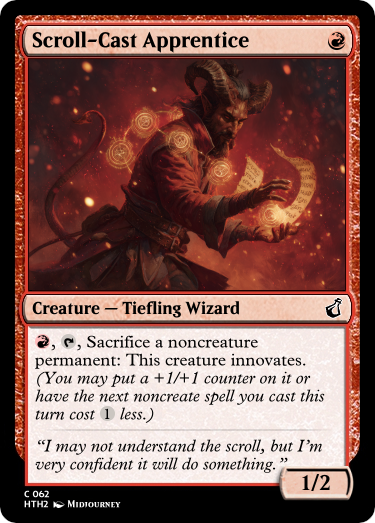 Scroll-Cast Apprentice
Creature — Tiefling Wizard
, , Sacrifice a noncreature
permanent: This creature innovates.
(You may put a +1/+1 counter on it or
have the next noncreate spell you cast this
turn cost 1 less.)
“I may not understand the scroll, but I’m
very confident it will do something.”
1/2
C 062
HTH2 Midjourney